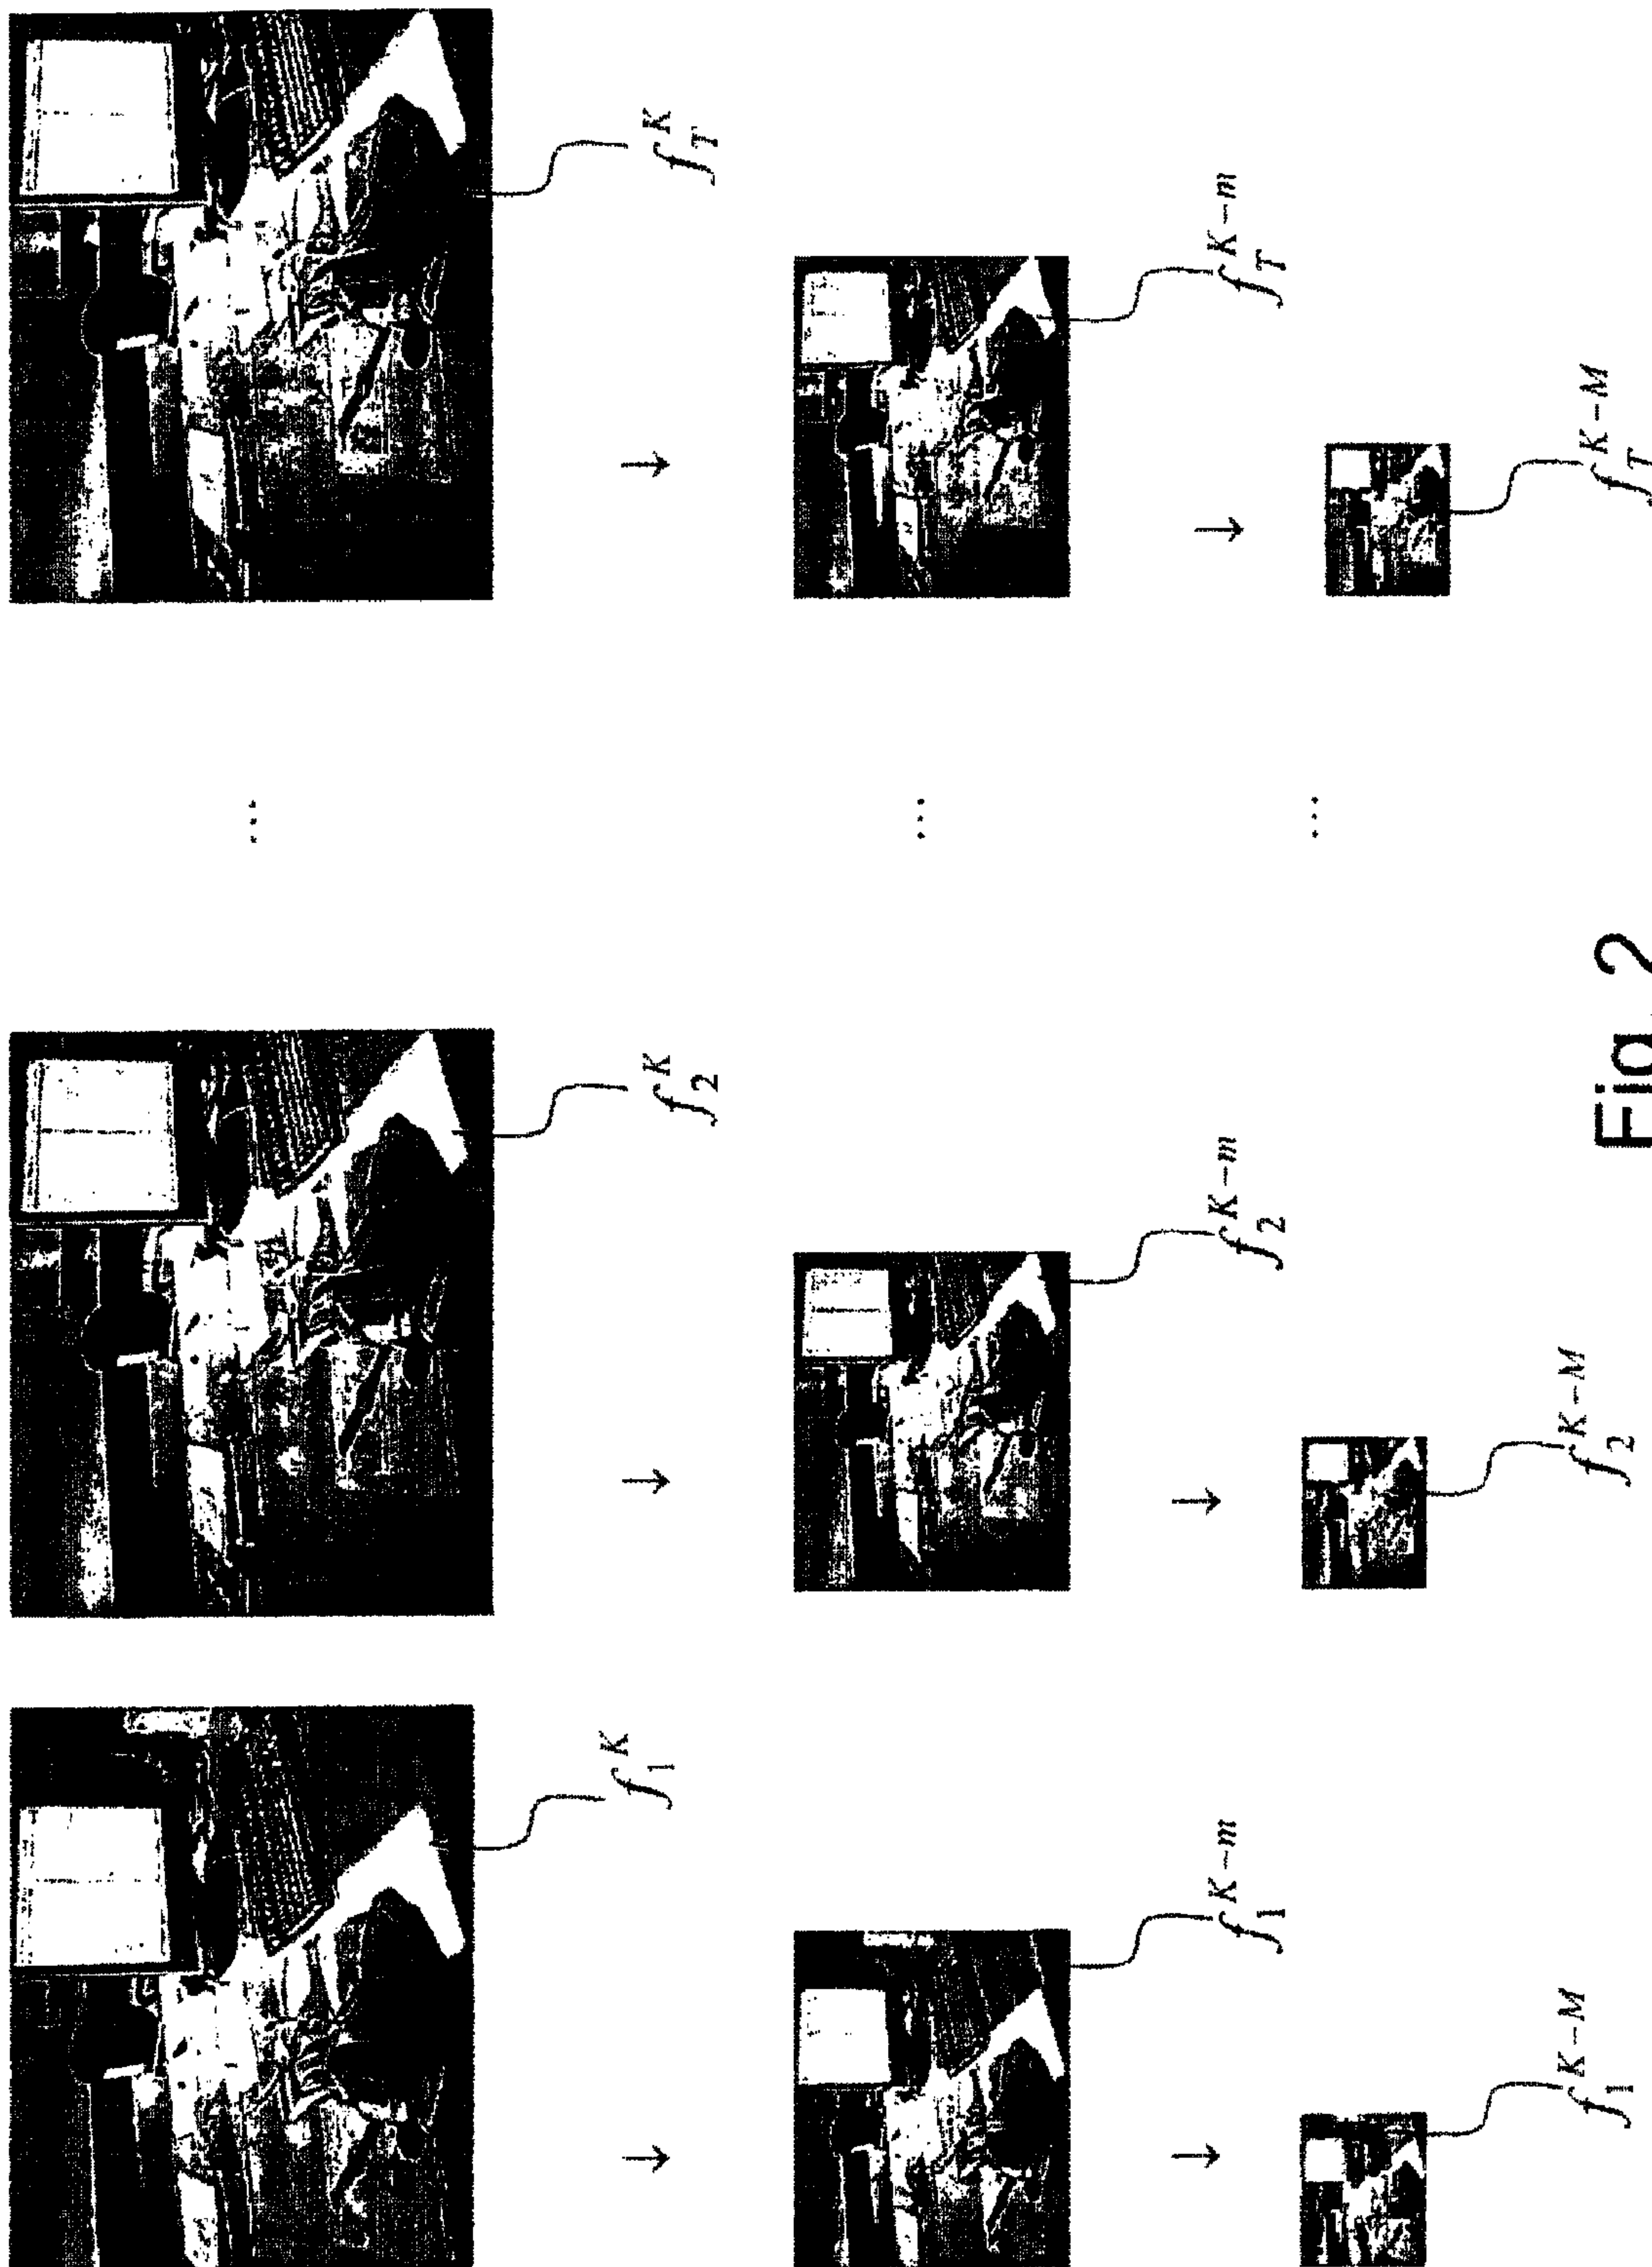 f_1^K f_2^K ... f_T^K
f_1^{K-m} f_2^{K-m} ... f_T^{K-m}
f_1^{K-M} f_2^{K-M} ... f_T^{K-M}
Fig. 2